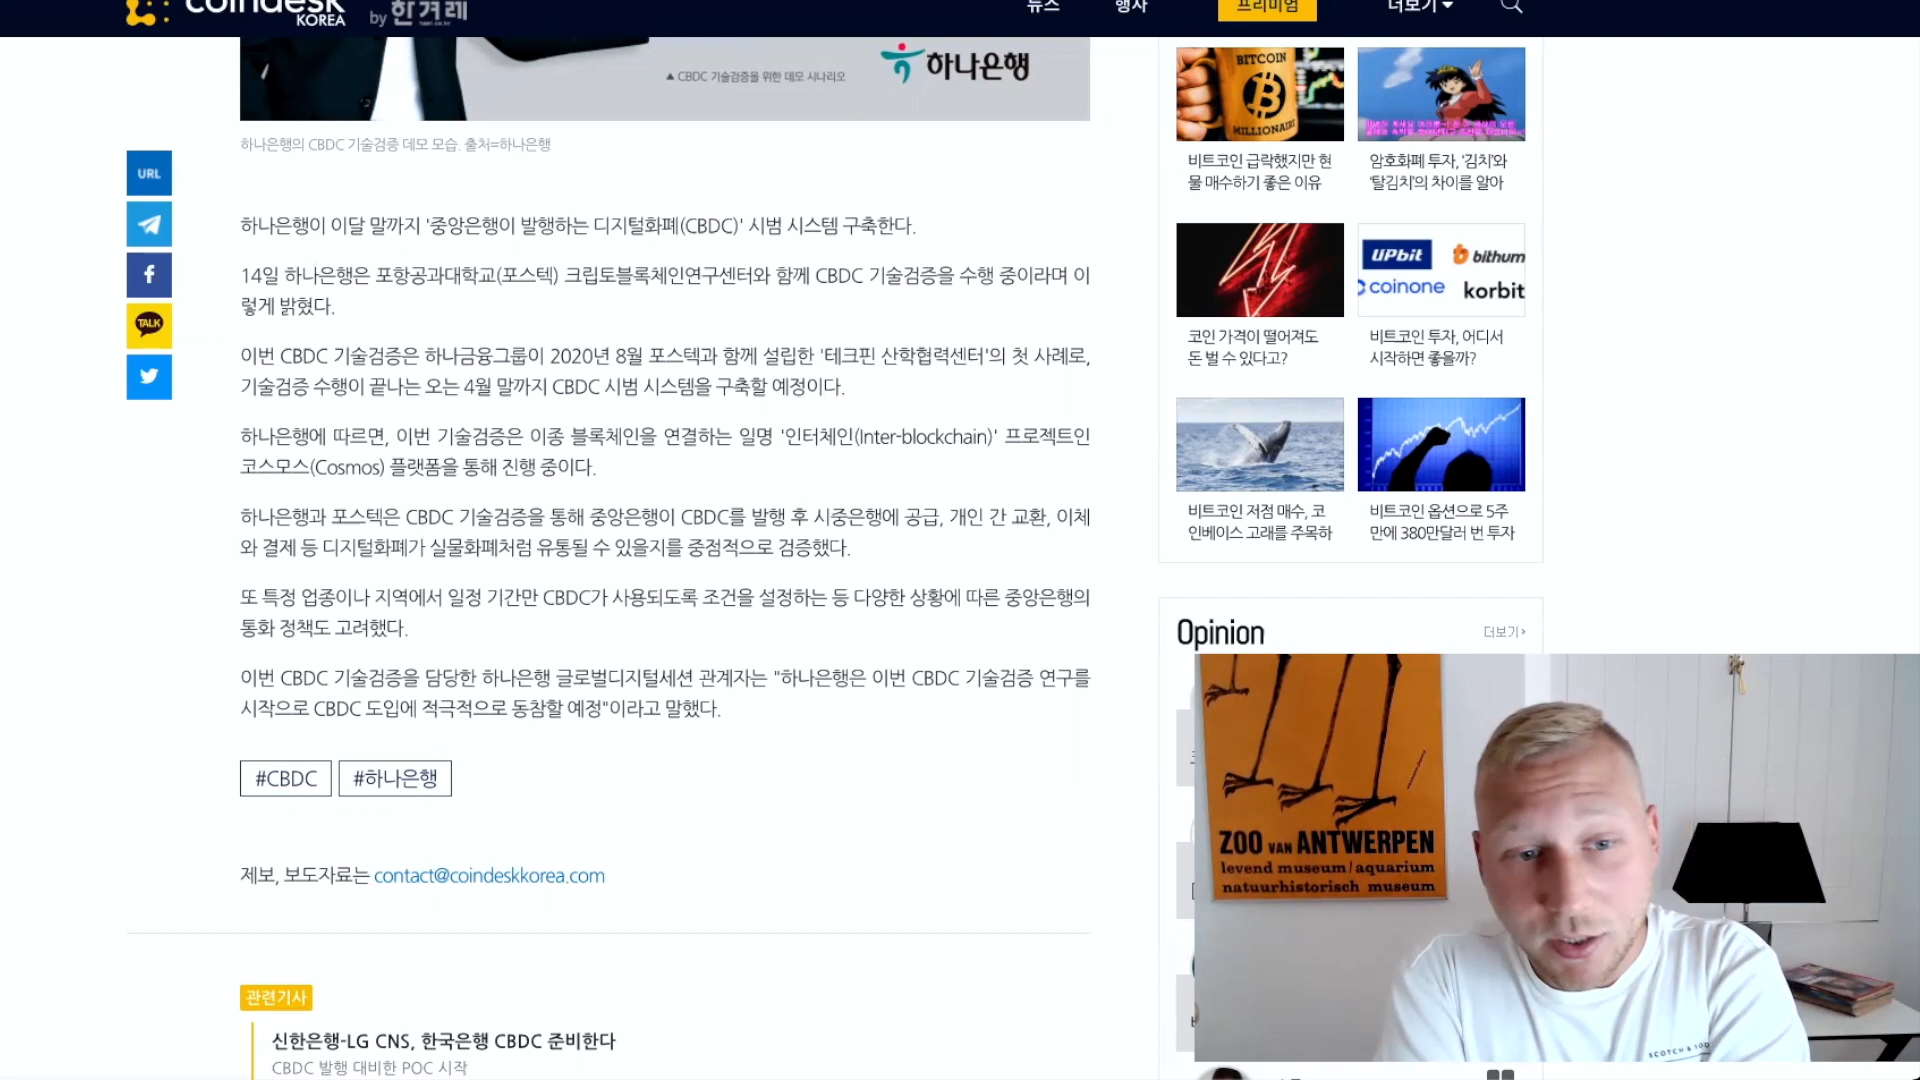 coindesk
KOREA
by 한겨레
뉴스
행사
프리미엄
더보기
▲ CBDC 기술검증을 위한 데모 시나리오
하나은행
하나은행의 CBDC 기술검증 데모 모습. 출처=하나은행
URL
TALK
하나은행이 이달 말까지 '중앙은행이 발행하는 디지털화폐(CBDC)' 시범 시스템 구축한다.
14일 하나은행은 포항공과대학교(포스텍) 크립토블록체인연구센터와 함께 CBDC 기술검증을 수행 중이라며 이
렇게 밝혔다.
이번 CBDC 기술검증은 하나금융그룹이 2020년 8월 포스텍과 함께 설립한 '테크핀 산학협력센터'의 첫 사례로,
기술검증 수행이 끝나는 오는 4월 말까지 CBDC 시범 시스템을 구축할 예정이다.
하나은행에 따르면, 이번 기술검증은 이종 블록체인을 연결하는 일명 '인터체인(Inter-blockchain)' 프로젝트인
코스모스(Cosmos) 플랫폼을 통해 진행 중이다.
하나은행과 포스텍은 CBDC 기술검증을 통해 중앙은행이 CBDC를 발행 후 시중은행에 공급, 개인 간 교환, 이체
와 결제 등 디지털화폐가 실물화폐처럼 유통될 수 있을지를 중점적으로 검증했다.
또 특정 업종이나 지역에서 일정 기간만 CBDC가 사용되도록 조건을 설정하는 등 다양한 상황에 따른 중앙은행의
통화 정책도 고려했다.
이번 CBDC 기술검증을 담당한 하나은행 글로벌디지털세션 관계자는 "하나은행은 이번 CBDC 기술검증 연구를
시작으로 CBDC 도입에 적극적으로 동참할 예정"이라고 말했다.
#CBDC #하나은행
제보, 보도자료는 contact@coindeskkorea.com
관련기사
신한은행-LG CNS, 한국은행 CBDC 준비한다
CBDC 발행 대비한 POC 시작
BITCOIN
MILLIONAIRE
비트코인 급락했지만 현
물 매수하기 좋은 이유
암호화폐 투자, '김치'와
'탈김치'의 차이를 알아
UPbit
bithum
coinone
korbit
코인 가격이 떨어져도
돈 벌 수 있다고?
비트코인 투자, 어디서
시작하면 좋을까?
비트코인 저점 매수, 코
인베이스 고래를 주목하
비트코인 옵션으로 5주
만에 380만달러 번 투자
Opinion
더보기
ZOO VAN ANTWERPEN
levend museum/aquarium
natuurhistorisch museum